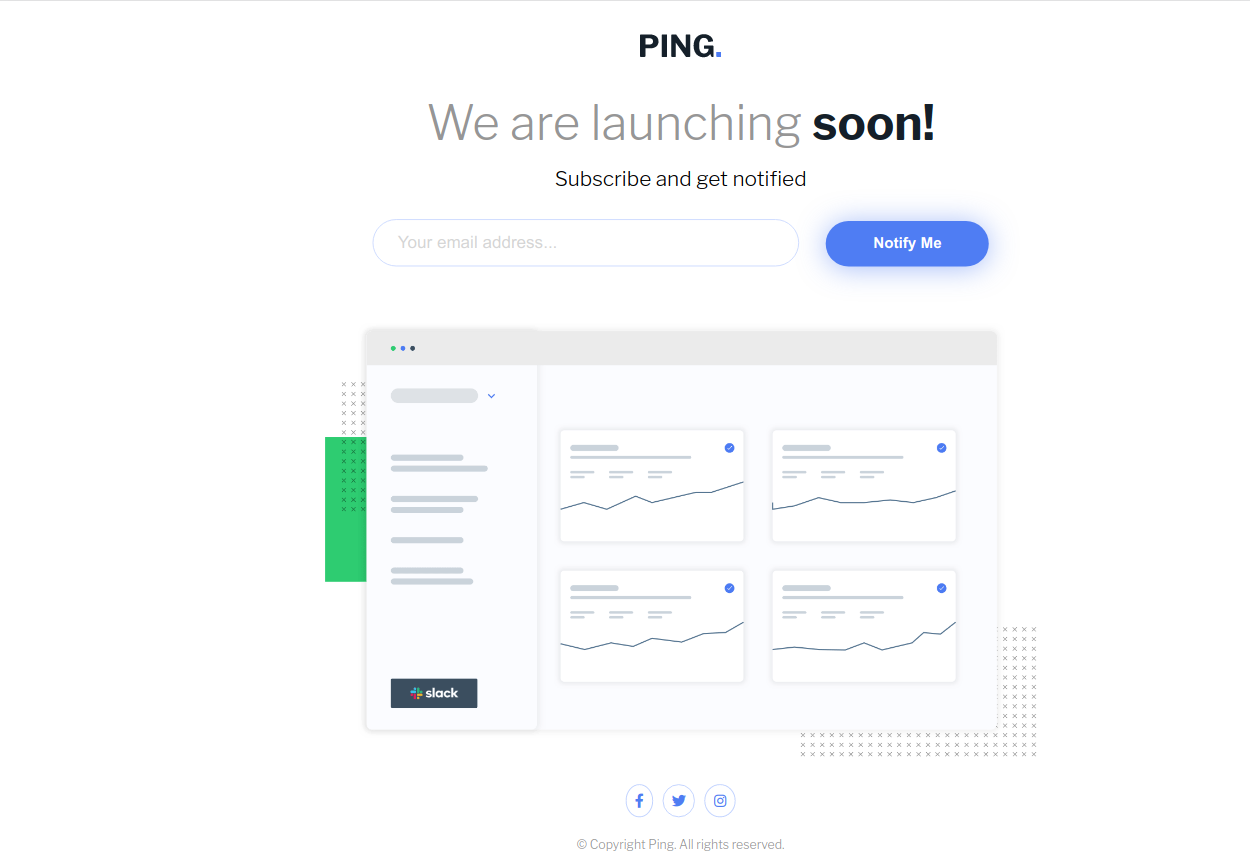 PING.
We are launching soon!
Subscribe and get notified
Your email address...
Notify Me
slack
© Copyright Ping. All rights reserved.